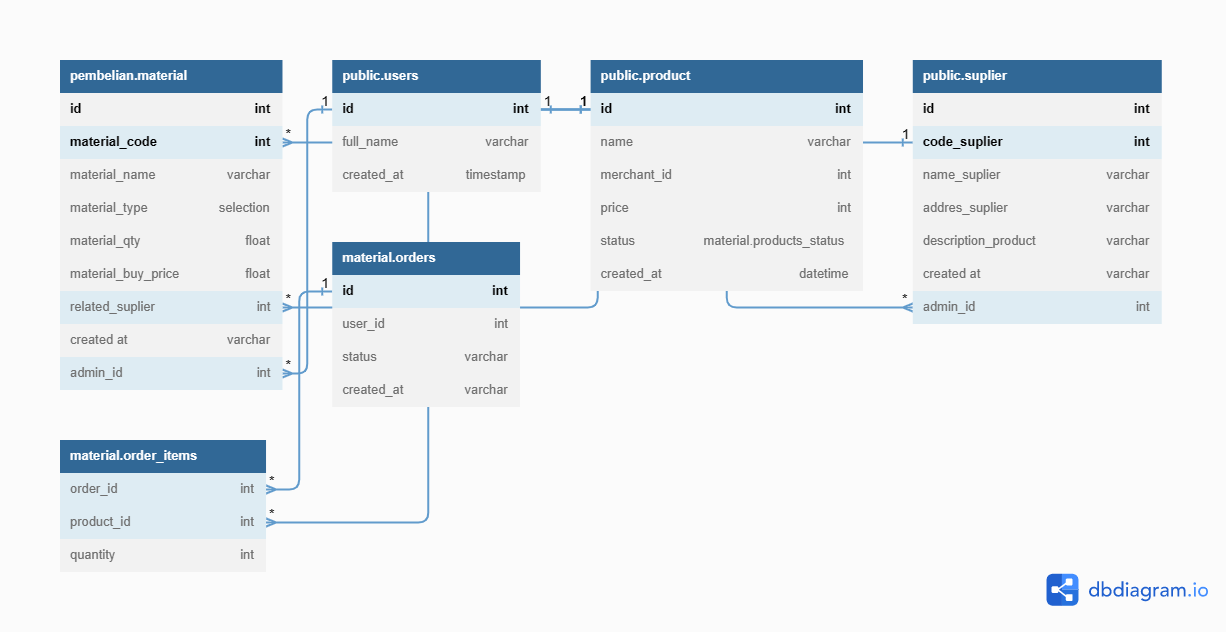 pembelian.material
id int
material_code int
material_name varchar
material_type selection
material_qty float
material_buy_price float
related_suplier int
created at varchar
admin_id int
*
*
*
public.users
1 id int 1
full_name varchar
created_at timestamp
public.product
1 id int
name varchar
merchant_id int
price int
status material.products_status
created_at datetime
public.suplier
id int
1 code_suplier int
name_suplier varchar
addres_suplier varchar
description_product varchar
created at varchar
* admin_id int
material.orders
1 id int
user_id int
status varchar
created_at varchar
material.order_items
order_id int *
product_id int *
quantity int
dbdiagram.io